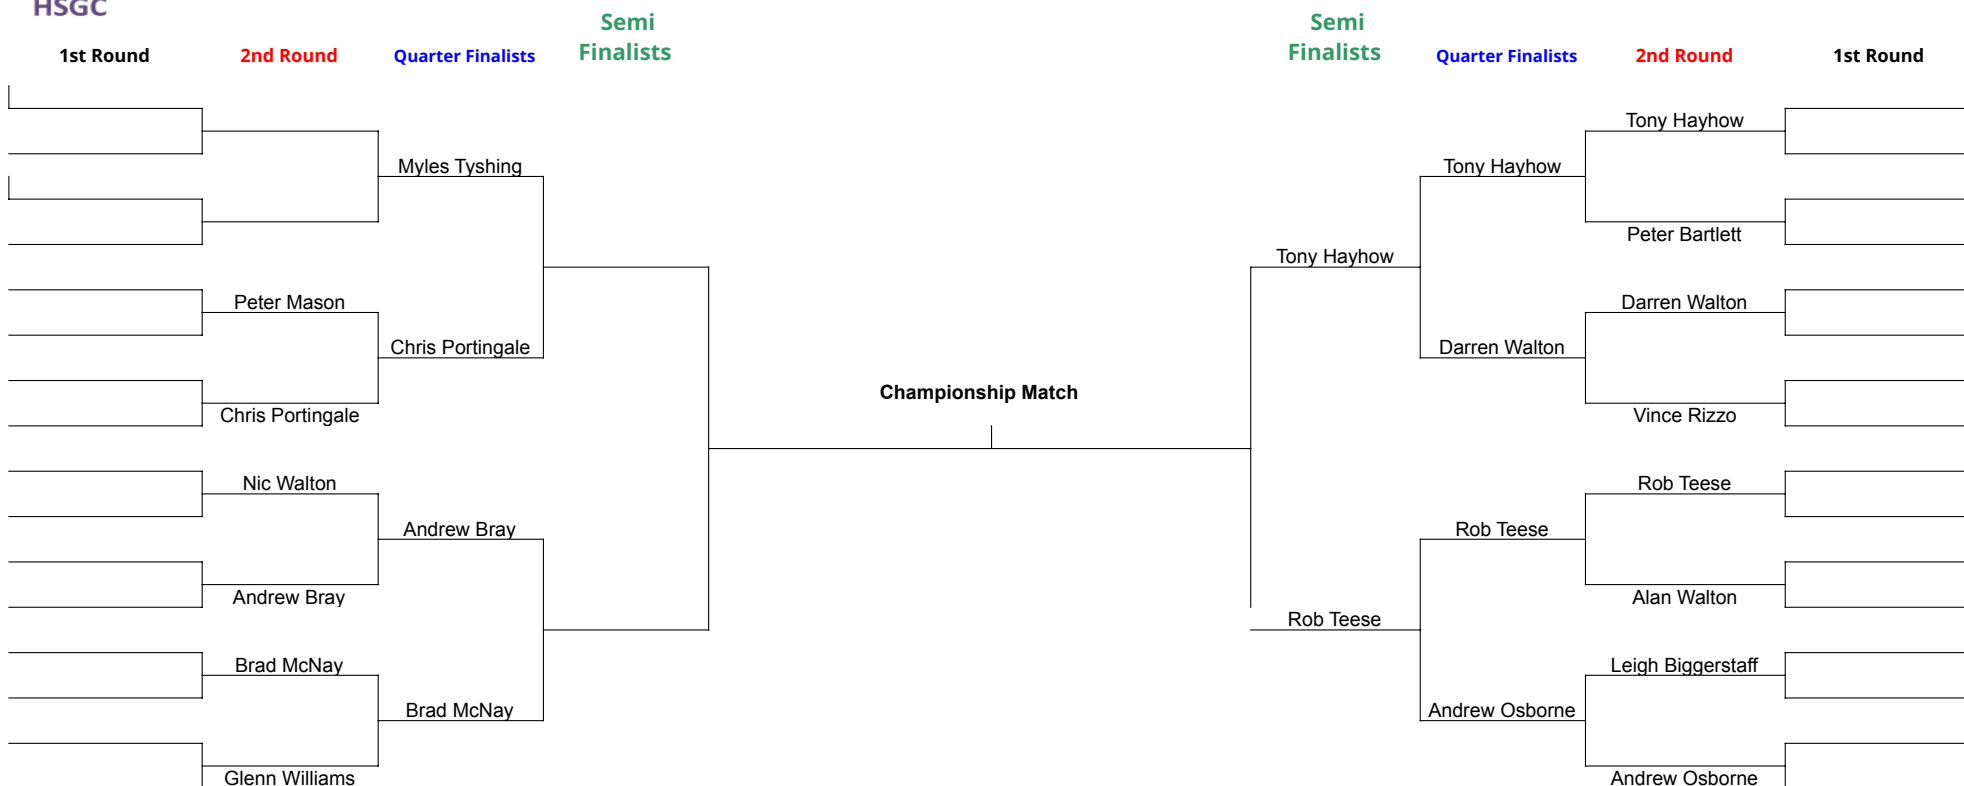 HSGC
Semi
Finalists
Semi
Finalists
1st Round
2nd Round
Quarter Finalists
Quarter Finalists
2nd Round
1st Round
Tony Hayhow
Myles Tyshing
Tony Hayhow
Peter Bartlett
Tony Hayhow
Peter Mason
Darren Walton
Chris Portingale
Darren Walton
Championship Match
Chris Portingale
Vince Rizzo
Nic Walton
Rob Teese
Andrew Bray
Rob Teese
Andrew Bray
Alan Walton
Rob Teese
Brad McNay
Leigh Biggerstaff
Brad McNay
Andrew Osborne
Glenn Williams
Andrew Osborne